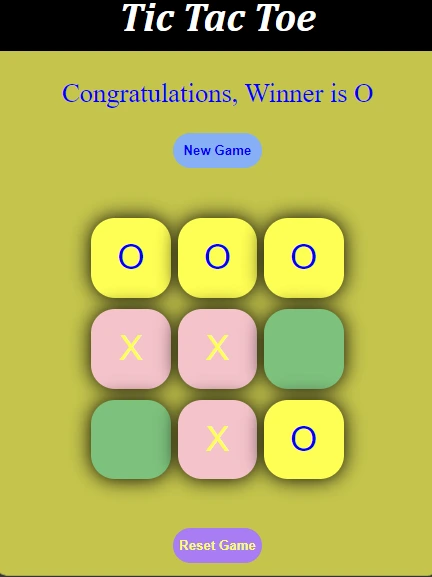 Tic Tac Toe
Congratulations, Winner is O
New Game
O O O
X X
X O
Reset Game